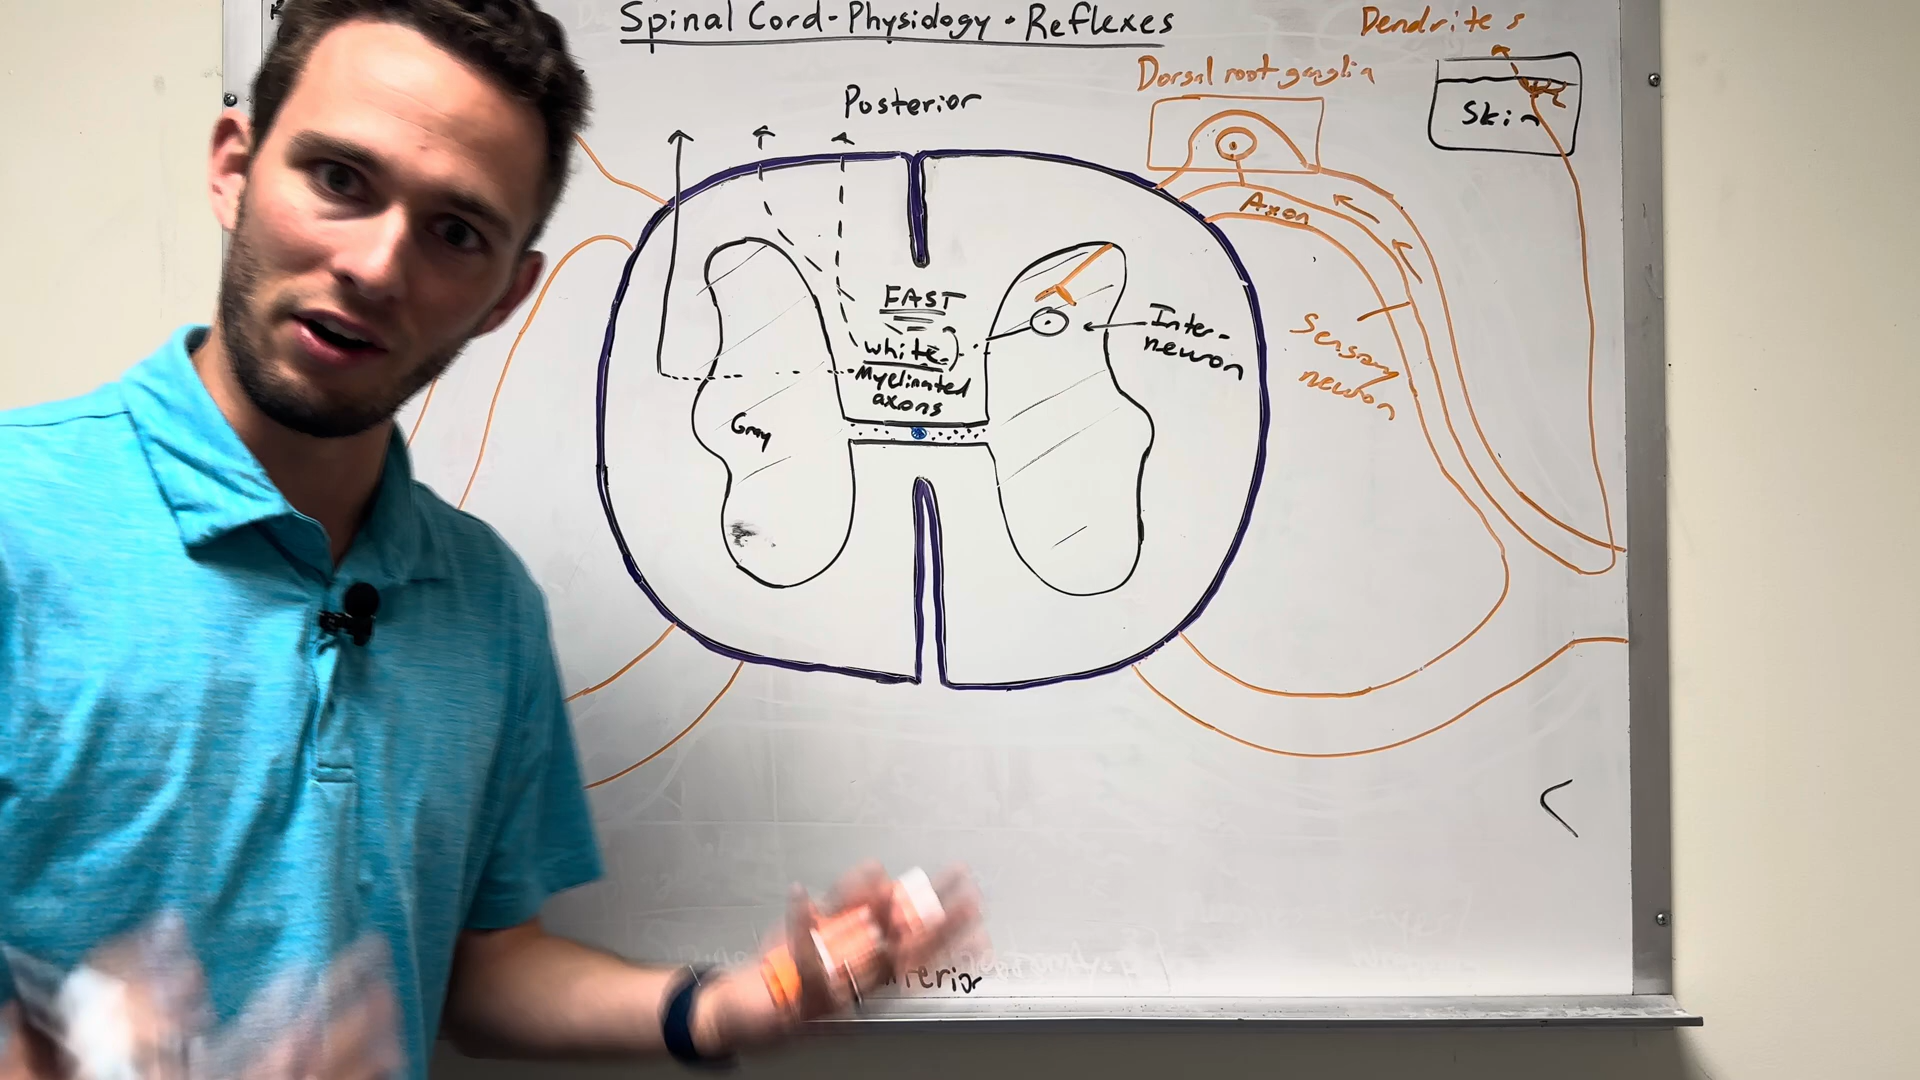 Spinal Cord - Physiology • Reflexes
Dendrites
Dorsal root ganglia
Posterior
Skin
Axon
FAST
white
Myelinated
axons
Inter-
neuron
Sensory
neuron
Gray